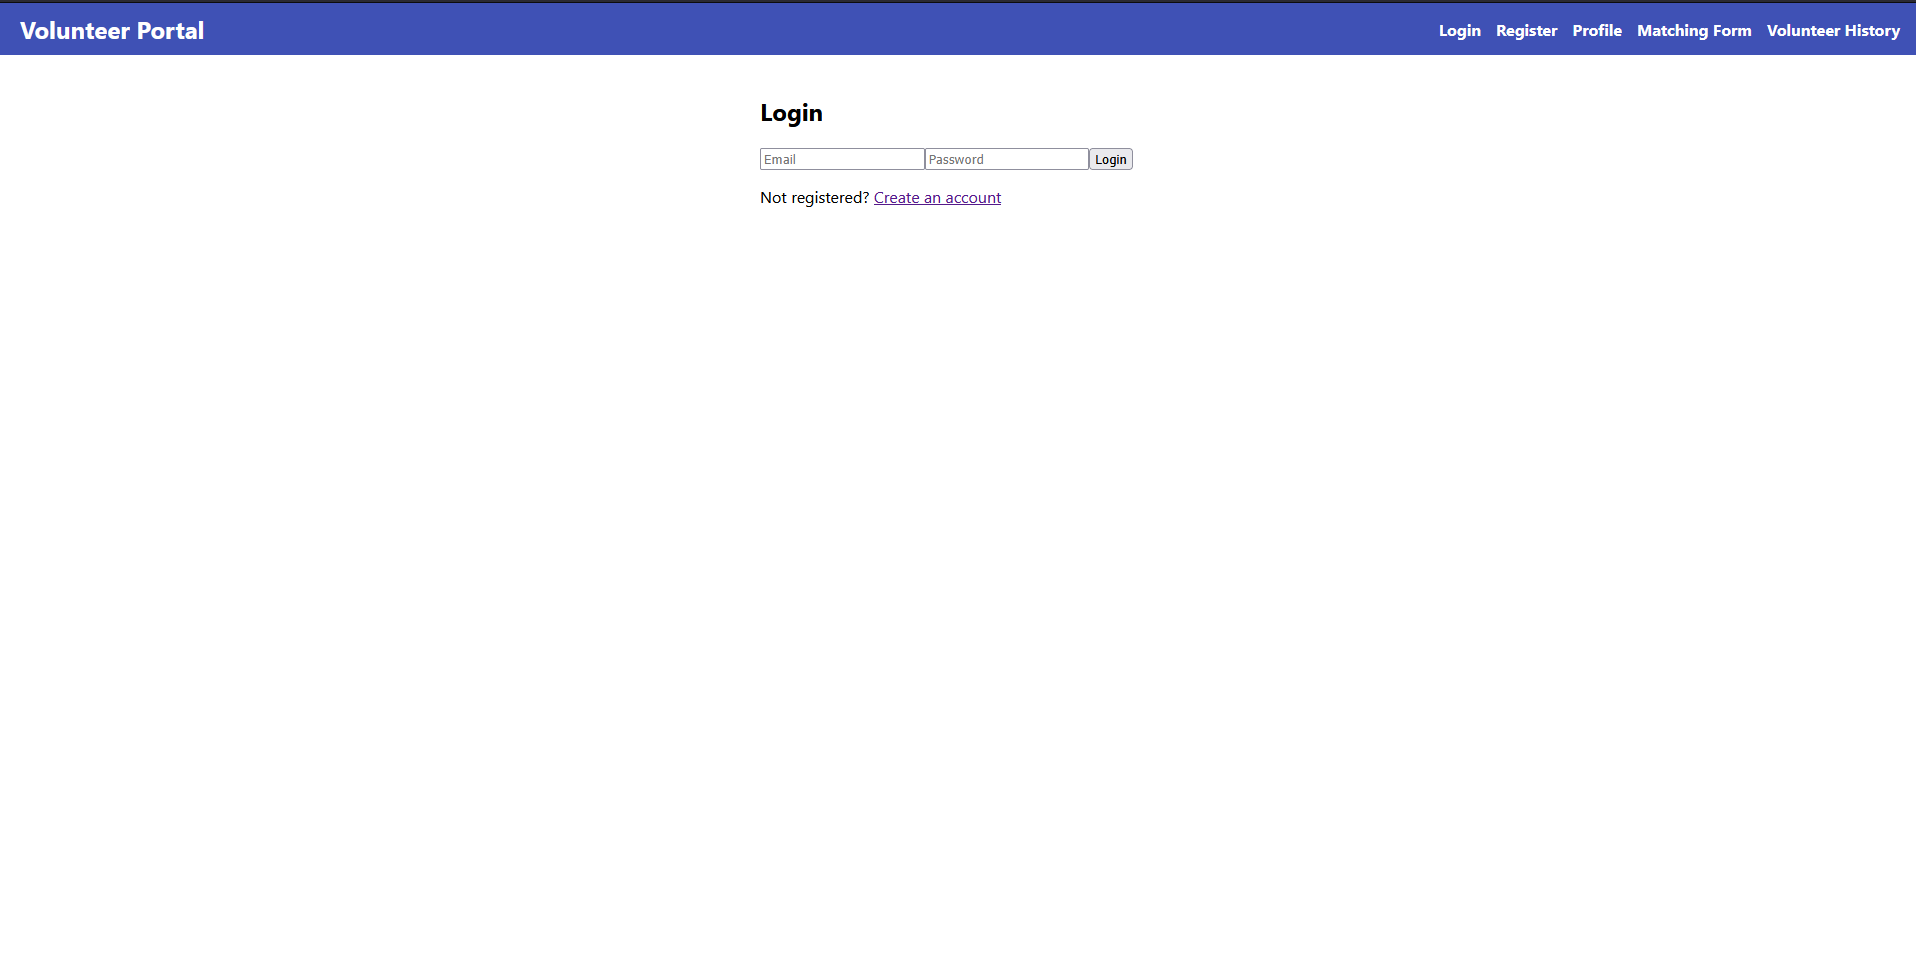 Volunteer Portal
Login Register Profile Matching Form Volunteer History
Login
Email Password Login
Not registered? Create an account